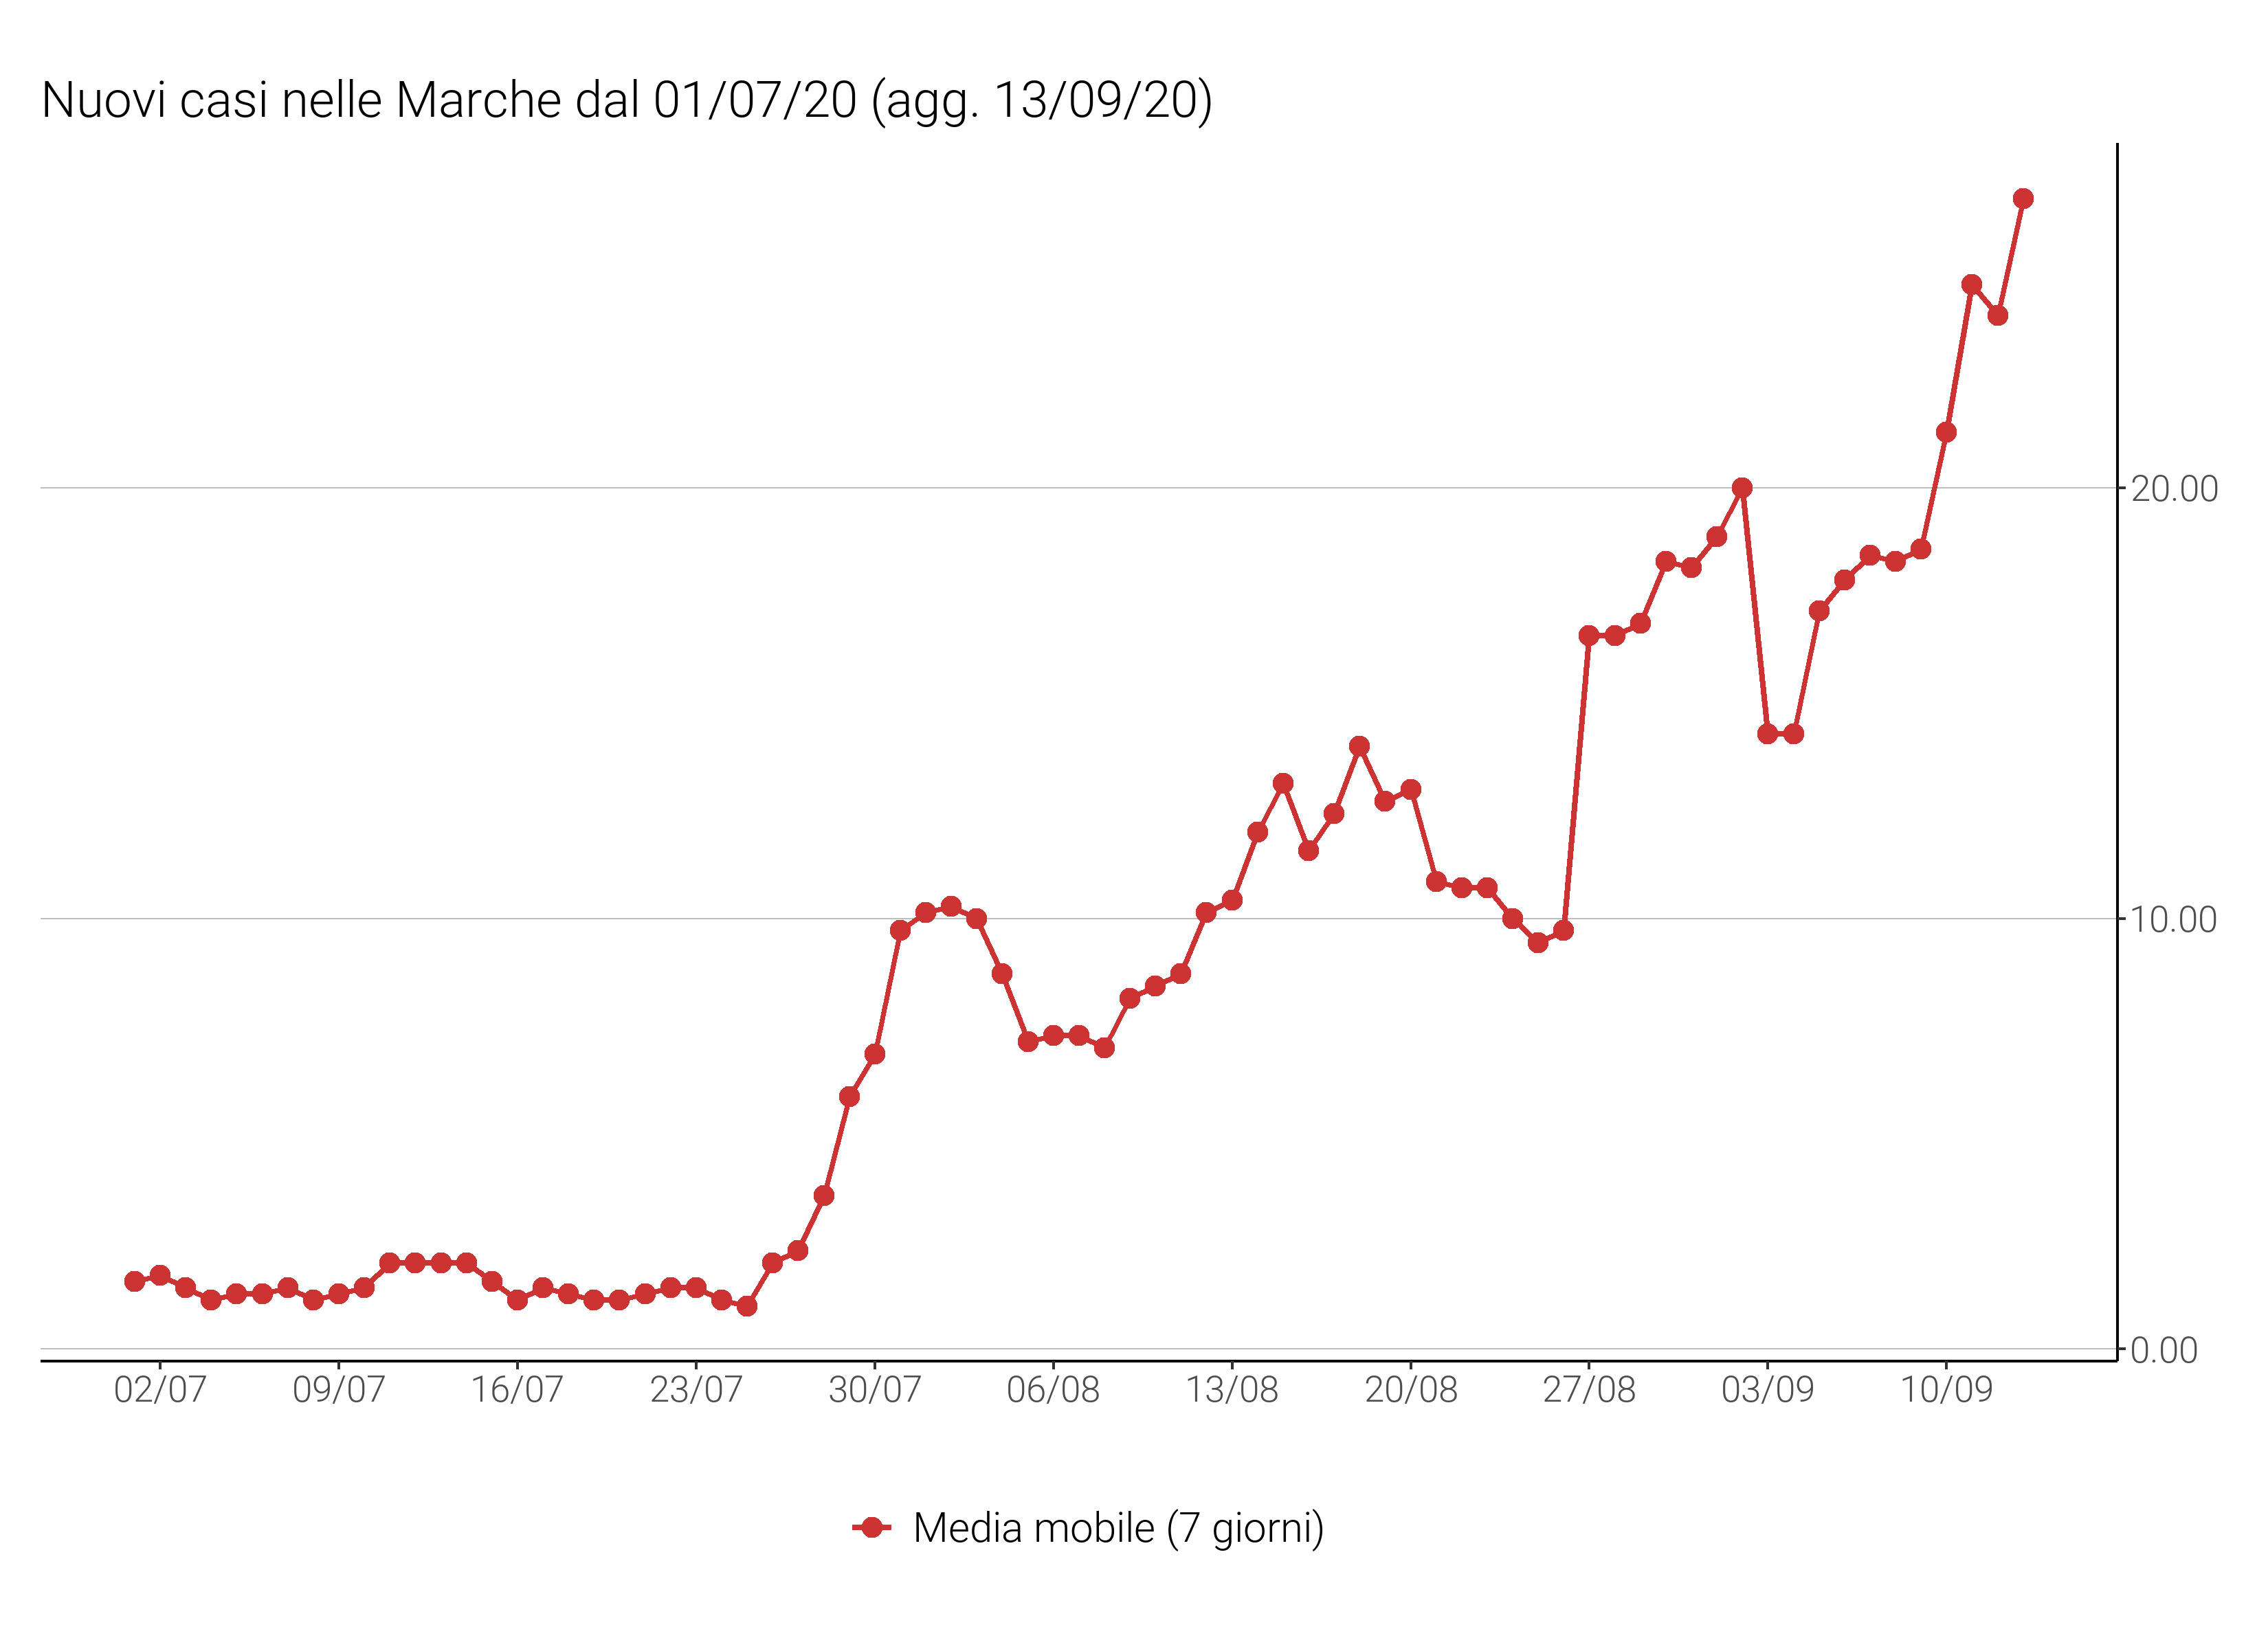 Nuovi casi nelle Marche dal 01/07/20 (agg. 13/09/20)
20.00
10.00
0.00
02/07 09/07 16/07 23/07 30/07 06/08 13/08 20/08 27/08 03/09 10/09
Media mobile (7 giorni)